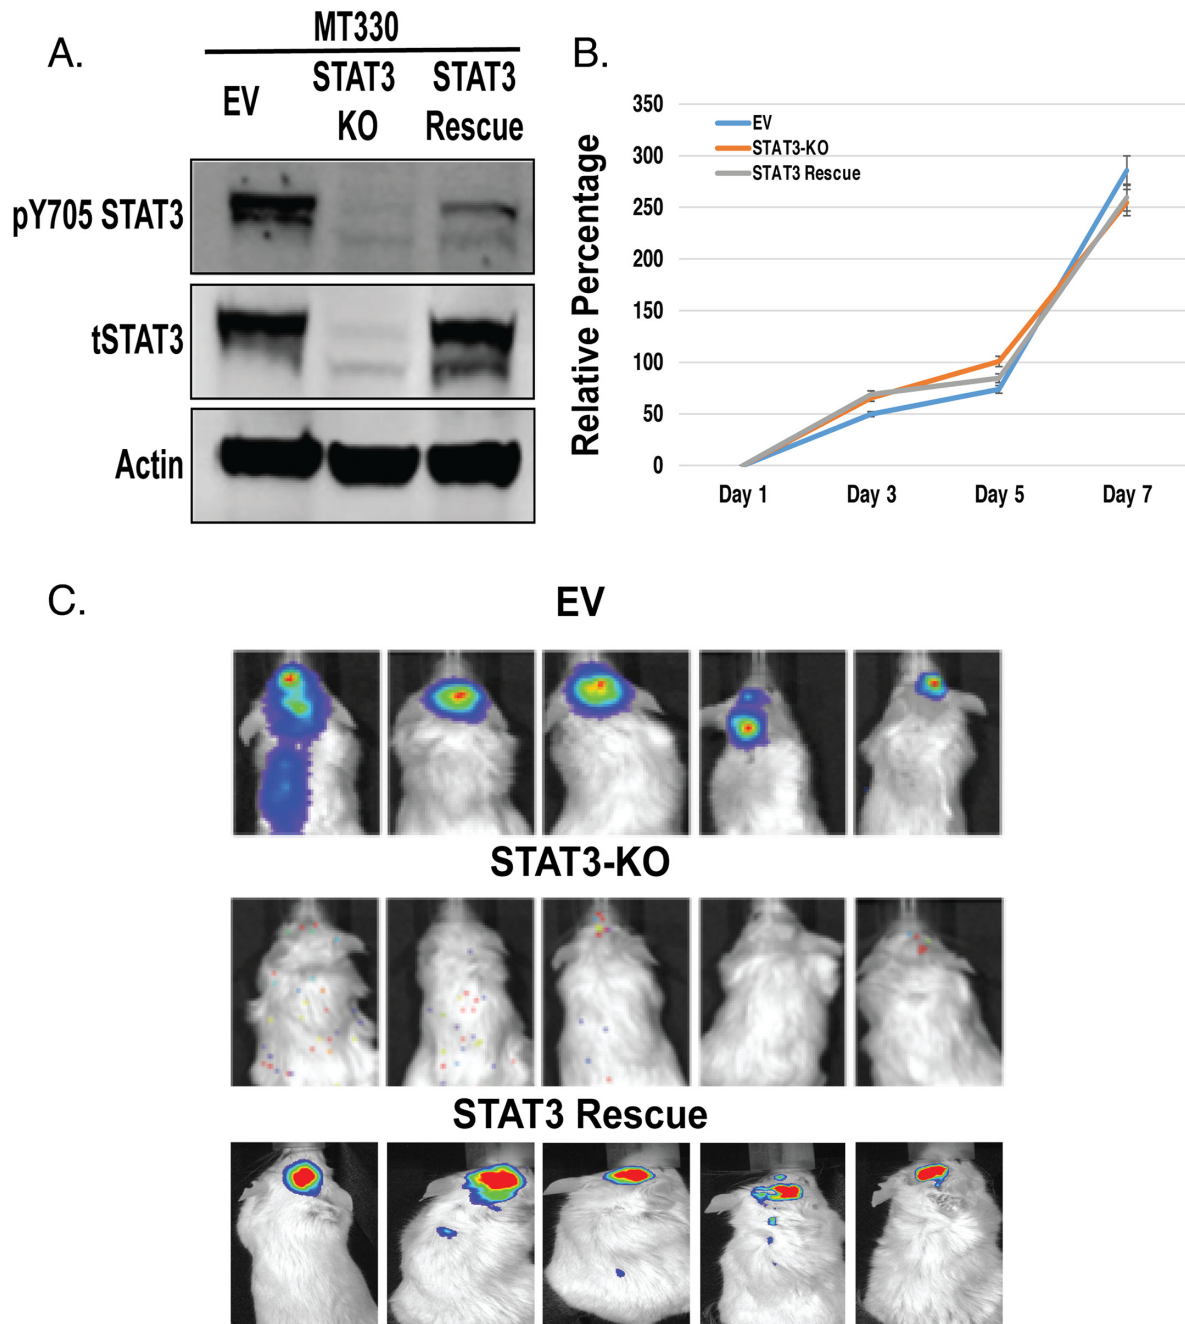 A.
MT330
EV
STAT3
KO
STAT3
Rescue
pY705 STAT3
tSTAT3
Actin
B.
Relative Percentage
350
300
250
200
150
100
50
0
EV
STAT3-KO
STAT3 Rescue
Day 1
Day 3
Day 5
Day 7
C.
EV
STAT3-KO
STAT3 Rescue